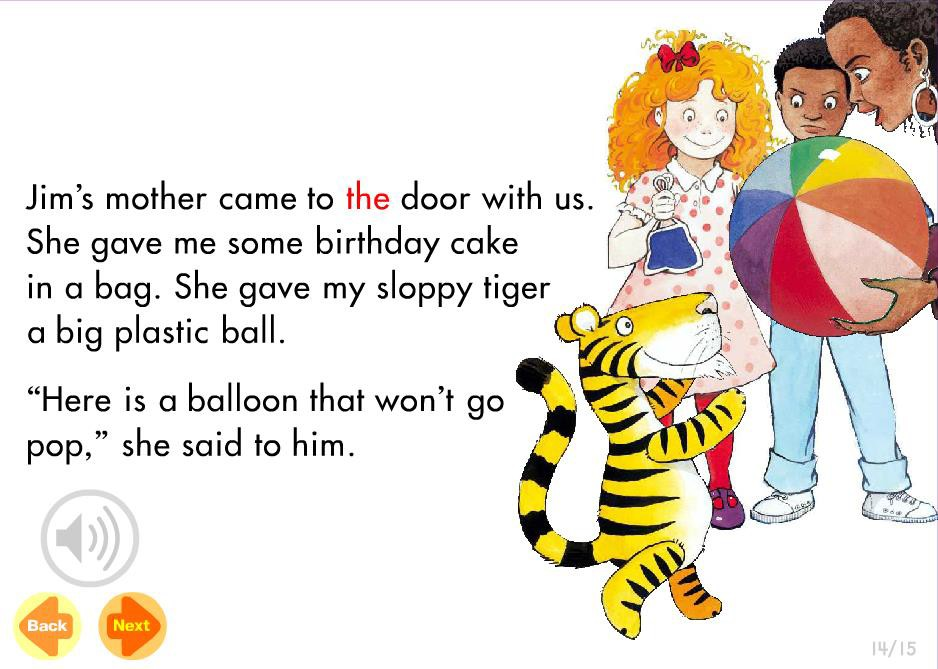 Jim’s mother came to the door with us.
She gave me some birthday cake
in a bag. She gave my sloppy tiger
a big plastic ball.
“Here is a balloon that won’t go
pop,” she said to him.
Back
Next
14/15